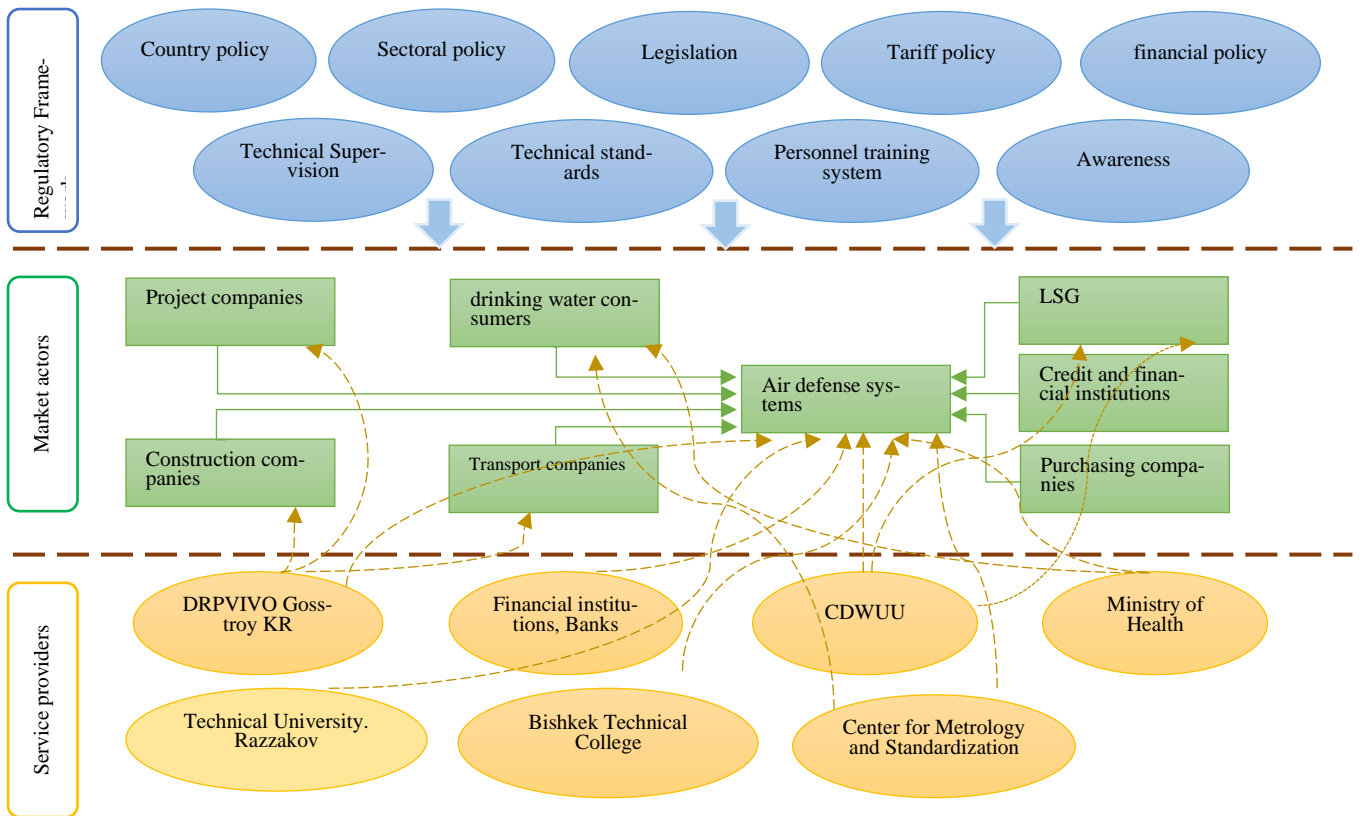 Regulatory Frame-
Country policy
Sectoral policy
Legislation
Tariff policy
financial policy
Technical Super-
vision
Technical stand-
ards
Personnel training
system
Awareness
Market actors
Project companies
drinking water con-
sumers
LSG
Air defense sys-
tems
Credit and finan-
cial institutions
Construction com-
panies
Transport companies
Purchasing compa-
nies
Service providers
DRPVIVO Goss-
troy KR
Financial institu-
tions, Banks
CDWUU
Ministry of
Health
Technical University.
Razzakov
Bishkek Technical
College
Center for Metrology
and Standardization